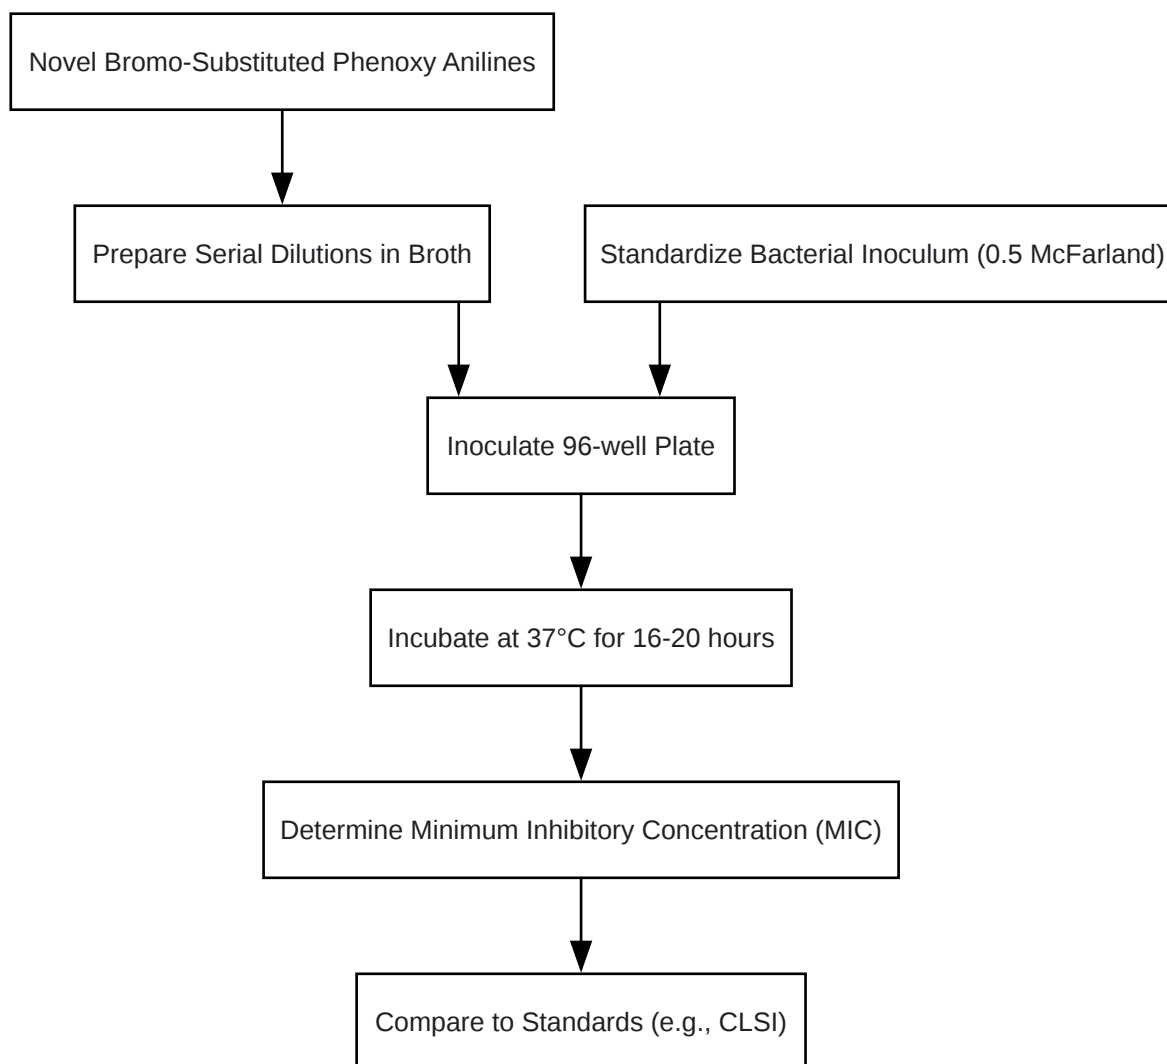 Novel Bromo-Substituted Phenoxy Anilines
Prepare Serial Dilutions in Broth
Standardize Bacterial Inoculum (0.5 McFarland)
Inoculate 96-well Plate
Incubate at 37°C for 16-20 hours
Determine Minimum Inhibitory Concentration (MIC)
Compare to Standards (e.g., CLSI)